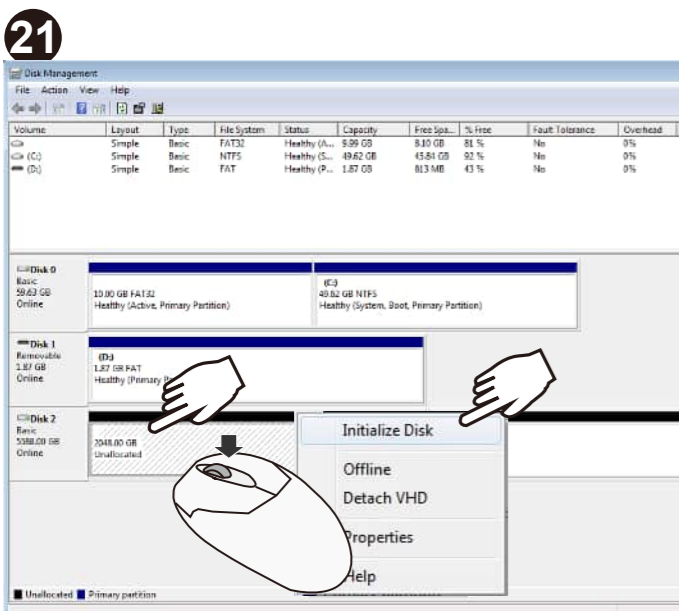 21
Disk Management
File Action View Help
Volume Layout Type File System Status Capacity Free Spa... % Free Fault Tolerance Overhead
Simple Basic FAT32 Healthy (A... 9.99 GB 8.10 GB 81 % No 0%
(C:) Simple Basic NTFS Healthy (S... 49.62 GB 45.84 GB 92 % No 0%
(D:) Simple Basic FAT Healthy (P... 1.87 GB 813 MB 43 % No 0%
Disk 0
Basic
59.63 GB
Online
10.00 GB FAT32
Healthy (Active, Primary Partition)
(C:)
49.62 GB NTFS
Healthy (System, Boot, Primary Partition)
Disk 1
Removable
1.87 GB
Online
(D:)
1.87 GB FAT
Healthy (Primary
Disk 2
Basic
Online
2048.00 GB
Unallocated
Initialize Disk
Offline
Detach VHD
Properties
Help
Unallocated Primary partition